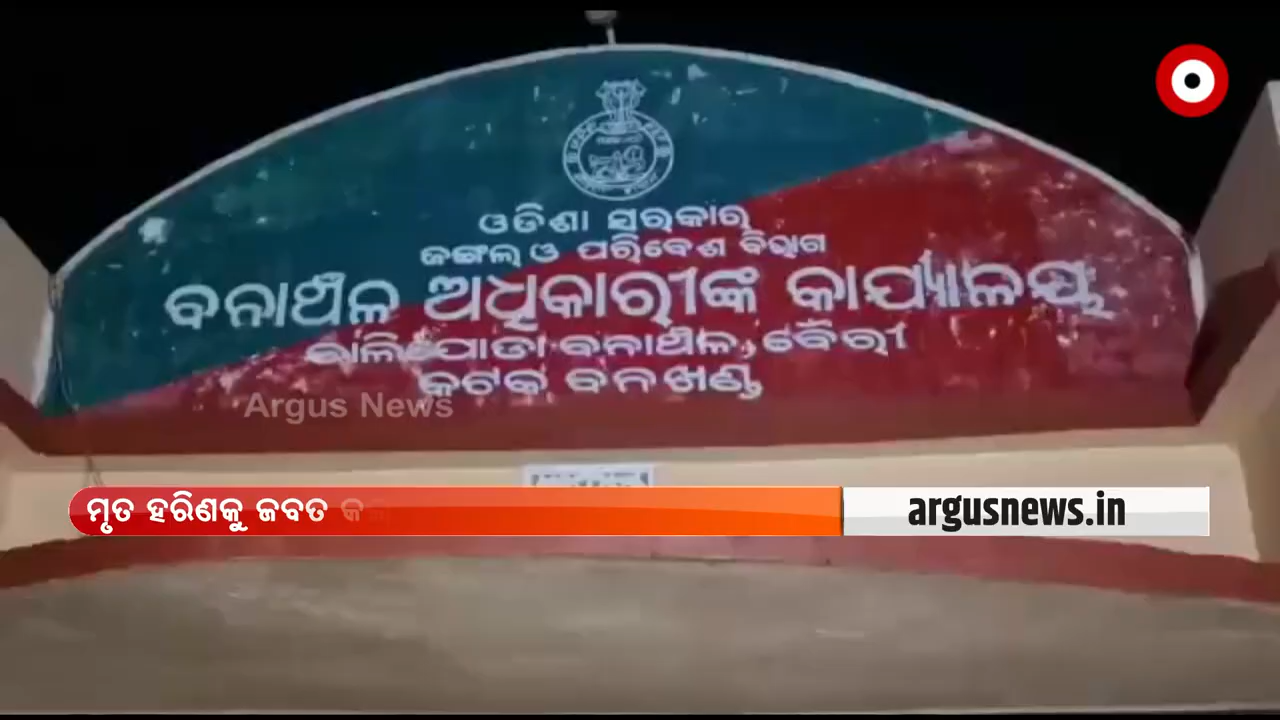 ଓଡିଶା ସରକାର
ଜଙ୍ଗଲ ଓ ପରିବେଶ ବିଭାଗ
ବନାଞ୍ଚଳ ଅଧିକାରୀଙ୍କ କାର୍ଯ୍ୟାଳୟ
ବନାଞ୍ଚଳ, ବୈରୀ
କଟକ ବନଖଣ୍ଡ
Argus News
ମୃତ ହରିଣକୁ ଜବତ
argusnews.in